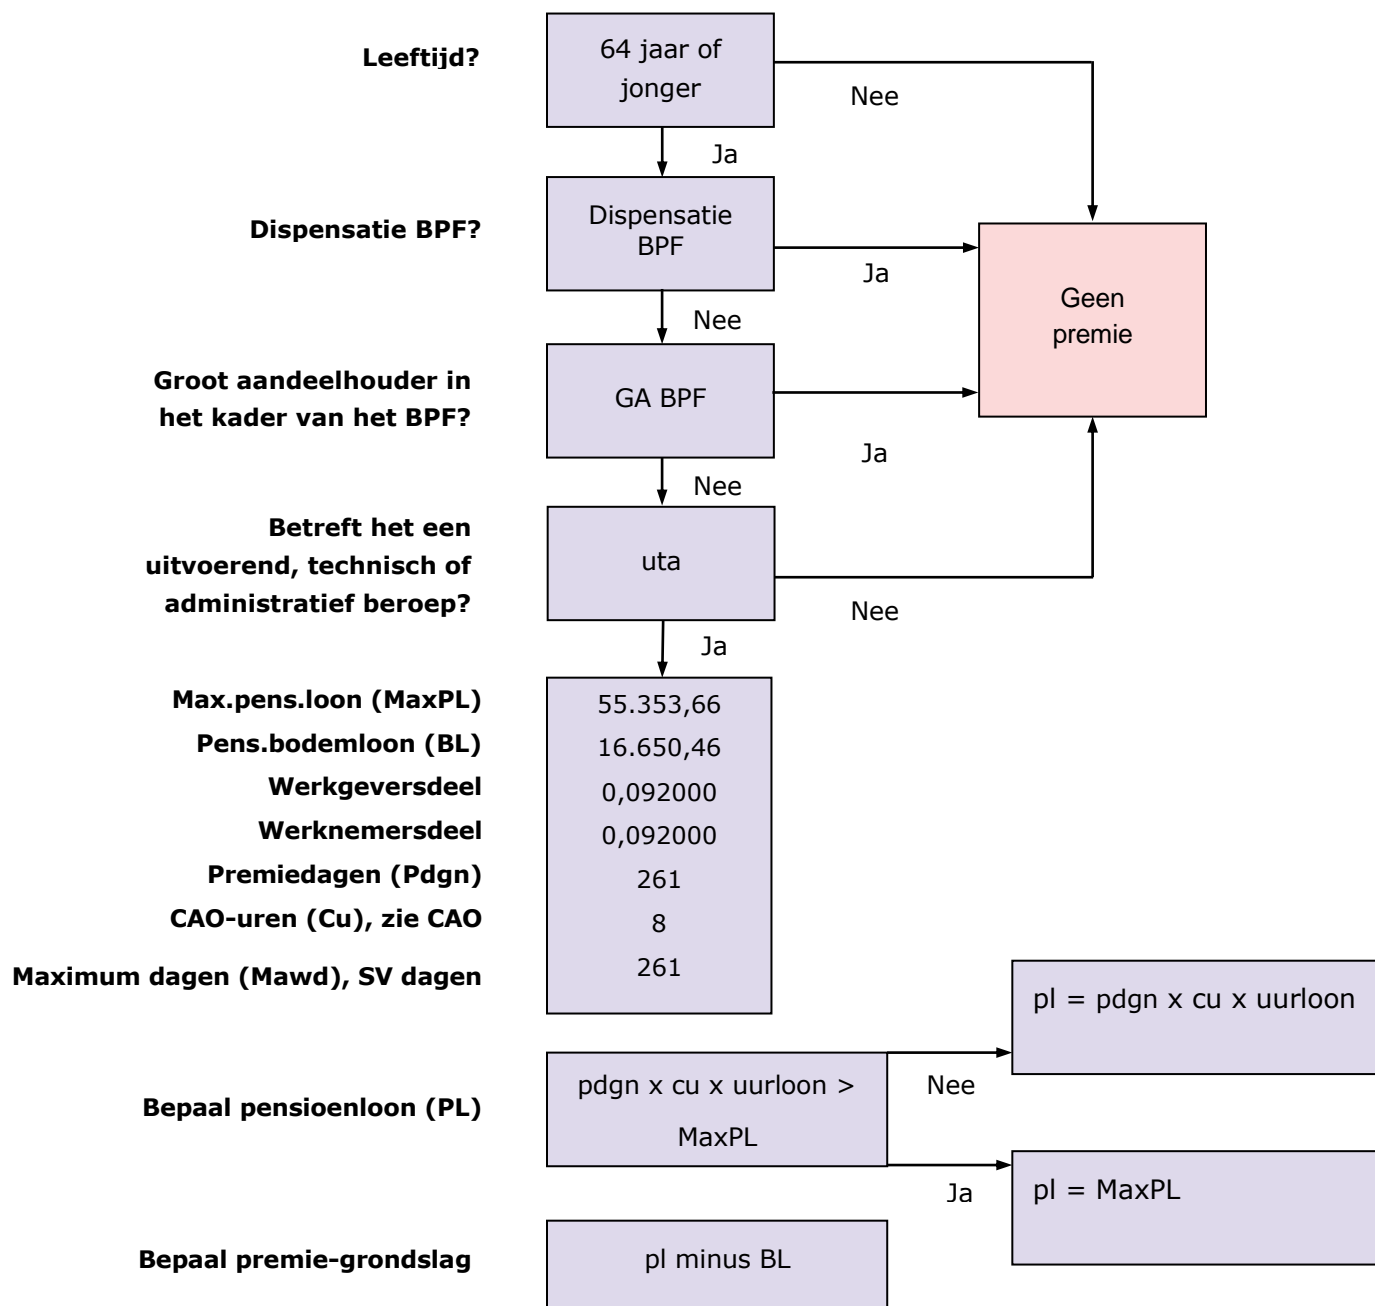 Leeftijd?
64 jaar of
jonger
Nee
Ja
Dispensatie BPF?
Dispensatie
BPF
Ja
Nee
Geen
premie
Groot aandeelhouder in
het kader van het BPF?
GA BPF
Ja
Nee
Betreft het een
uitvoerend, technisch of
administratief beroep?
uta
Nee
Ja
Max.pens.loon (MaxPL)
55.353,66
Pens.bodemloon (BL)
16.650,46
Werkgeversdeel
0,092000
Werknemersdeel
0,092000
Premiedagen (Pdgn)
261
CAO-uren (Cu), zie CAO
8
Maximum dagen (Mawd), SV dagen
261
Bepaal pensioenloon (PL)
pdgn x cu x uurloon >
MaxPL
Nee
pl = pdgn x cu x uurloon
Ja
pl = MaxPL
Bepaal premie-grondslag
pl minus BL